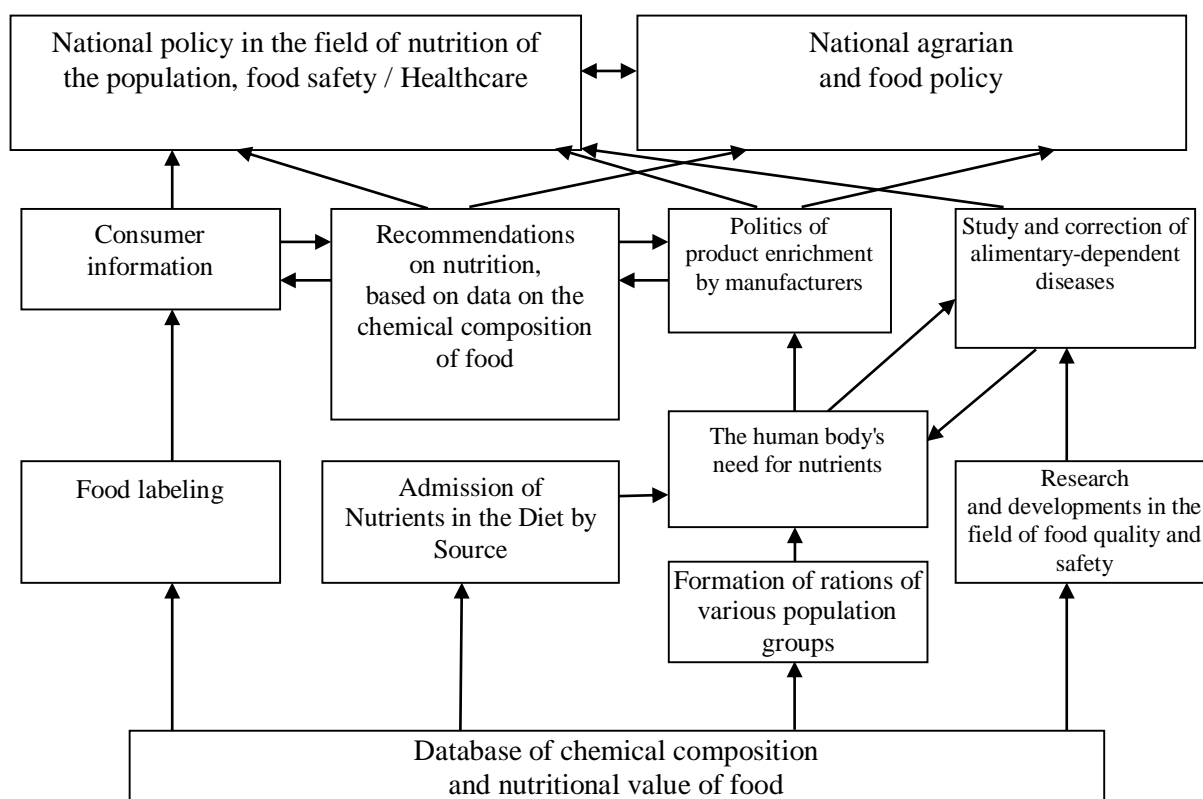 National policy in the field of nutrition of
the population, food safety / Healthcare
National agrarian
and food policy
Consumer
information
Recommendations
on nutrition,
based on data on the
chemical composition
of food
Politics of
product enrichment
by manufacturers
Study and correction of
alimentary-dependent
diseases
The human body's
need for nutrients
Food labeling
Admission of
Nutrients in the Diet by
Source
Research
and developments in the
field of food quality and
safety
Formation of rations of
various population
groups
Database of chemical composition
and nutritional value of food